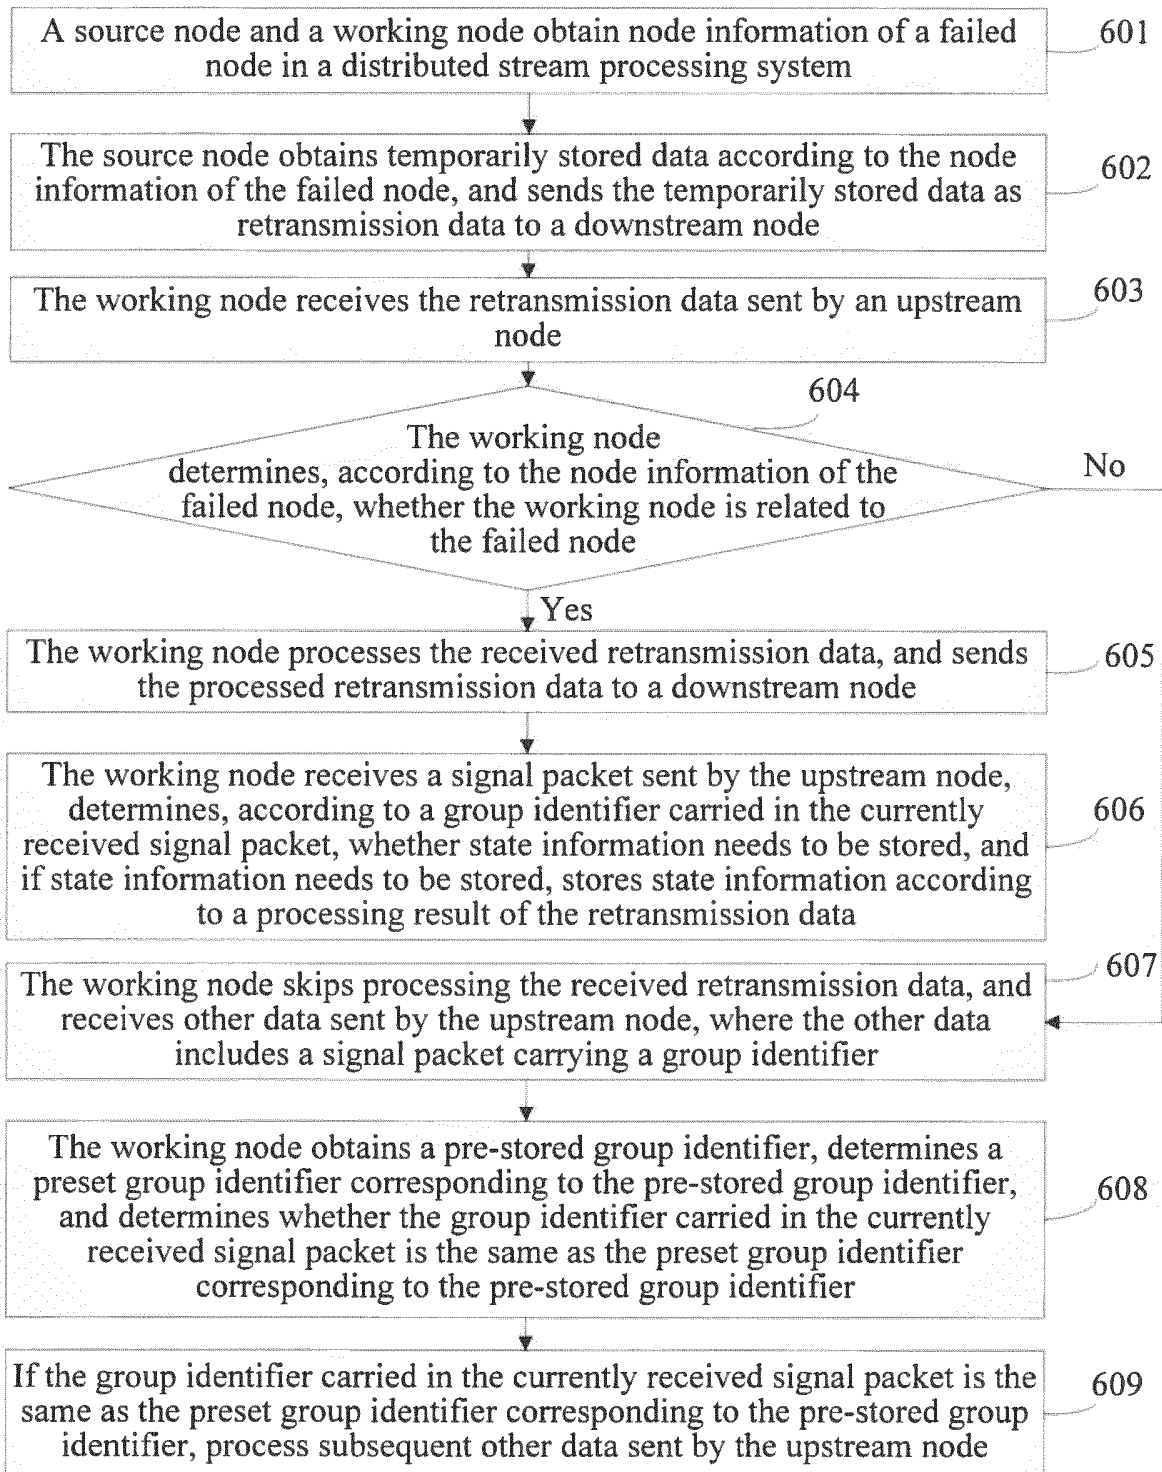 A source node and a working node obtain node information of a failed
node in a distributed stream processing system
601
The source node obtains temporarily stored data according to the node
information of the failed node, and sends the temporarily stored data as
retransmission data to a downstream node
602
The working node receives the retransmission data sent by an upstream
node
603
604
The working node
determines, according to the node information of the
failed node, whether the working node is related to
the failed node
No
Yes
The working node processes the received retransmission data, and sends
the processed retransmission data to a downstream node
605
The working node receives a signal packet sent by the upstream node,
determines, according to a group identifier carried in the currently
received signal packet, whether state information needs to be stored, and
if state information needs to be stored, stores state information according
to a processing result of the retransmission data
606
The working node skips processing the received retransmission data, and
receives other data sent by the upstream node, where the other data
includes a signal packet carrying a group identifier
607
The working node obtains a pre-stored group identifier, determines a
preset group identifier corresponding to the pre-stored group identifier,
and determines whether the group identifier carried in the currently
received signal packet is the same as the preset group identifier
corresponding to the pre-stored group identifier
608
If the group identifier carried in the currently received signal packet is the
same as the preset group identifier corresponding to the pre-stored group
identifier, process subsequent other data sent by the upstream node
609